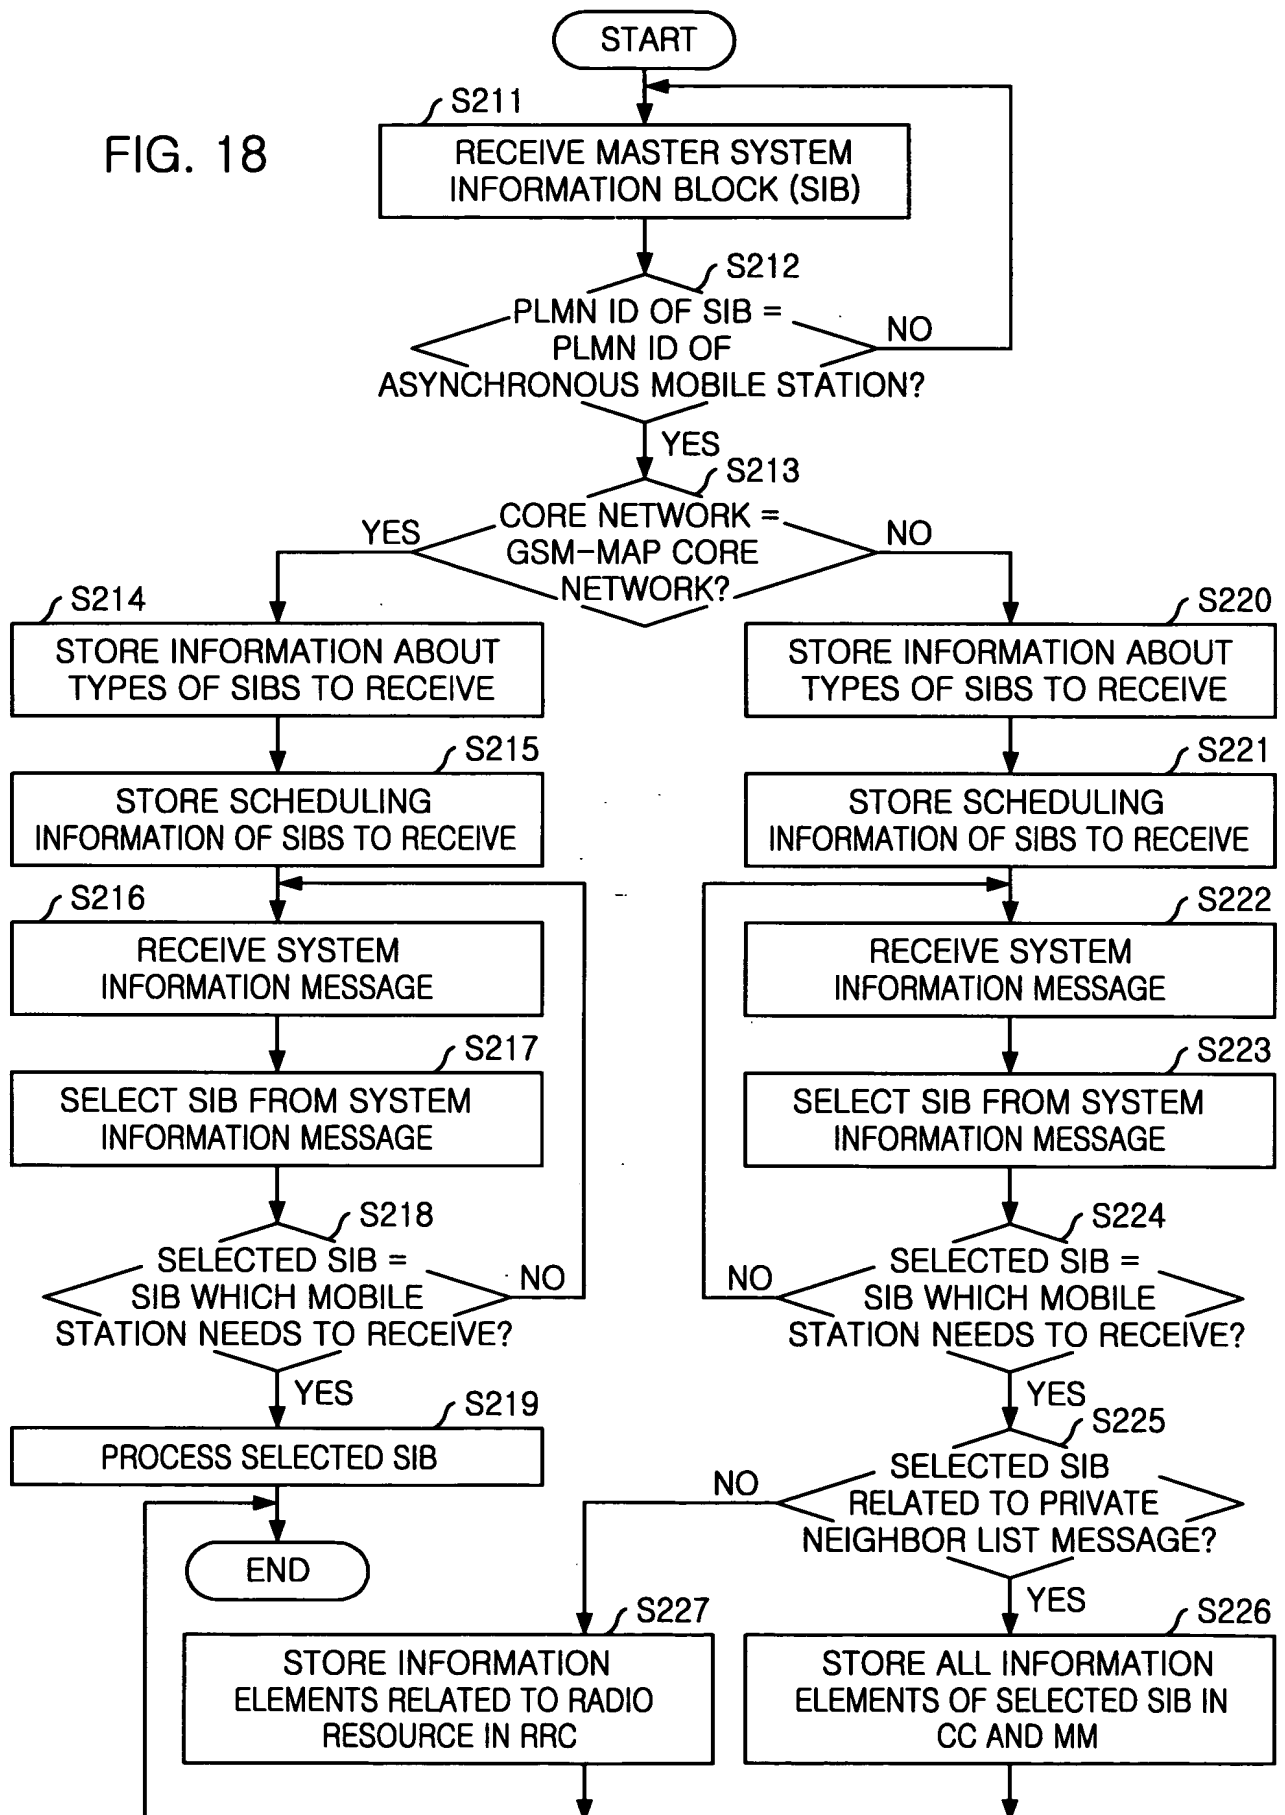 START
FIG. 18
S211
RECEIVE MASTER SYSTEM
INFORMATION BLOCK (SIB)
S212
PLMN ID OF SIB =
PLMN ID OF
ASYNCHRONOUS MOBILE STATION?
NO
YES
S213
CORE NETWORK =
GSM-MAP CORE
NETWORK?
YES
NO
S214
STORE INFORMATION ABOUT
TYPES OF SIBS TO RECEIVE
S220
STORE INFORMATION ABOUT
TYPES OF SIBS TO RECEIVE
S215
STORE SCHEDULING
INFORMATION OF SIBS TO RECEIVE
S221
STORE SCHEDULING
INFORMATION OF SIBS TO RECEIVE
S216
RECEIVE SYSTEM
INFORMATION MESSAGE
S222
RECEIVE SYSTEM
INFORMATION MESSAGE
S217
SELECT SIB FROM SYSTEM
INFORMATION MESSAGE
S223
SELECT SIB FROM SYSTEM
INFORMATION MESSAGE
S218
SELECTED SIB =
SIB WHICH MOBILE
STATION NEEDS TO RECEIVE?
NO
YES
S224
SELECTED SIB =
SIB WHICH MOBILE
STATION NEEDS TO RECEIVE?
NO
YES
S219
PROCESS SELECTED SIB
END
S225
SELECTED SIB
RELATED TO PRIVATE
NEIGHBOR LIST MESSAGE?
NO
YES
S227
STORE INFORMATION
ELEMENTS RELATED TO RADIO
RESOURCE IN RRC
S226
STORE ALL INFORMATION
ELEMENTS OF SELECTED SIB IN
CC AND MM